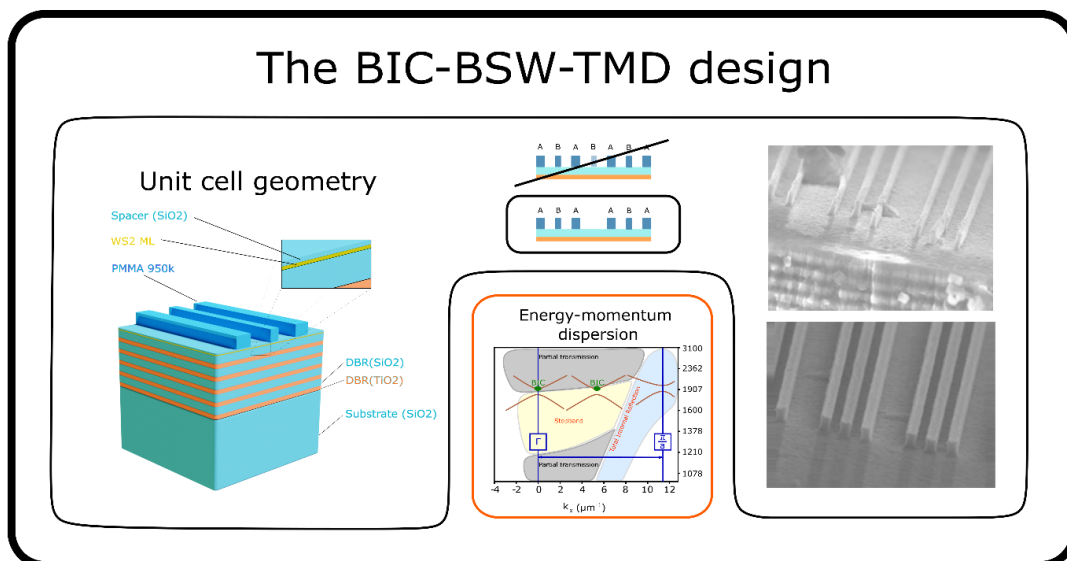 The BIC-BSW-TMD design
Unit cell geometry
Spacer (SiO2)
WS2 ML
PMMA 950k
DBR(SiO2)
DBR(TiO2)
Substrate (SiO2)
A B A B A B A
A B A A B A
Energy-momentum
dispersion
Partial transmission
BIC BIC
Stopband
Total Internal Reflection
Γ
π
a
Partial transmission
3100
2362
1907
1600
1378
1210
1078
-4 -2 0 2 4 6 8 10 12
kx (μm⁻¹)